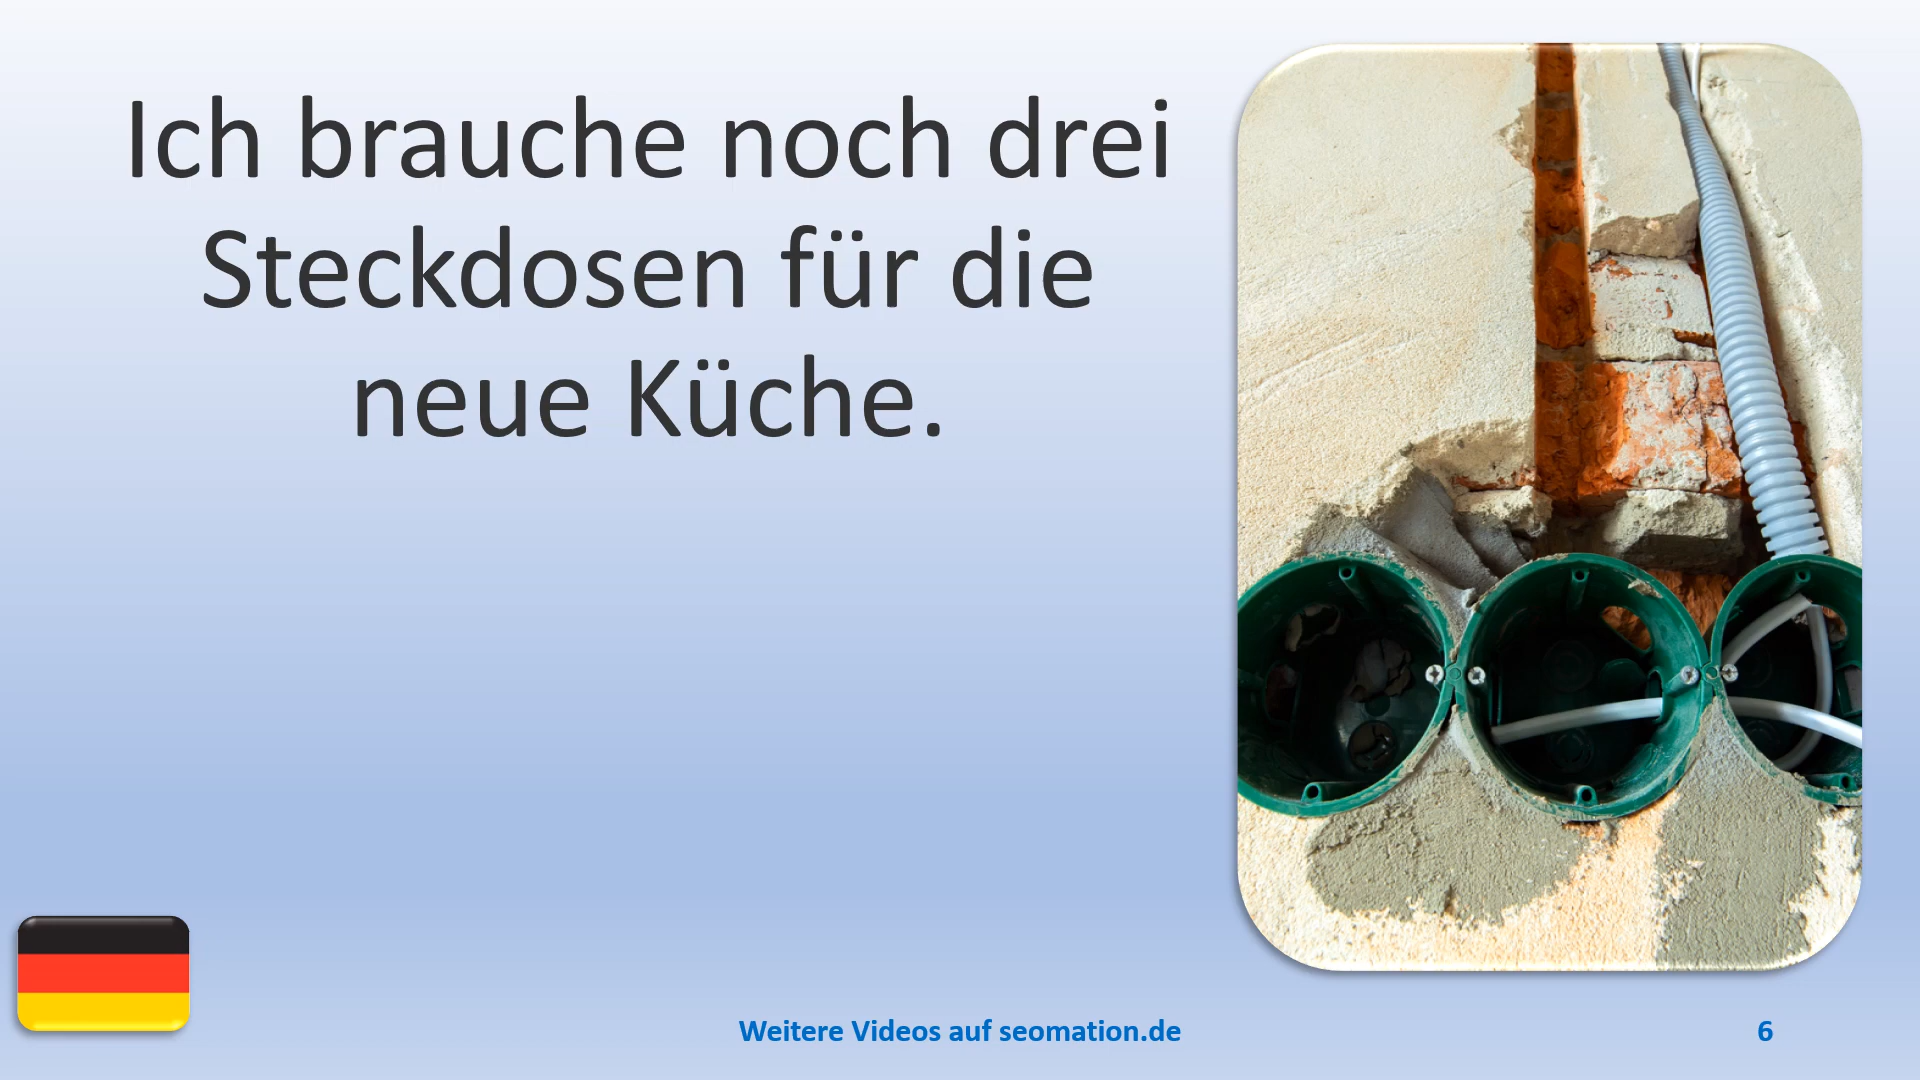 Ich brauche noch drei
Steckdosen für die
neue Küche.
Weitere Videos auf seomation.de
6